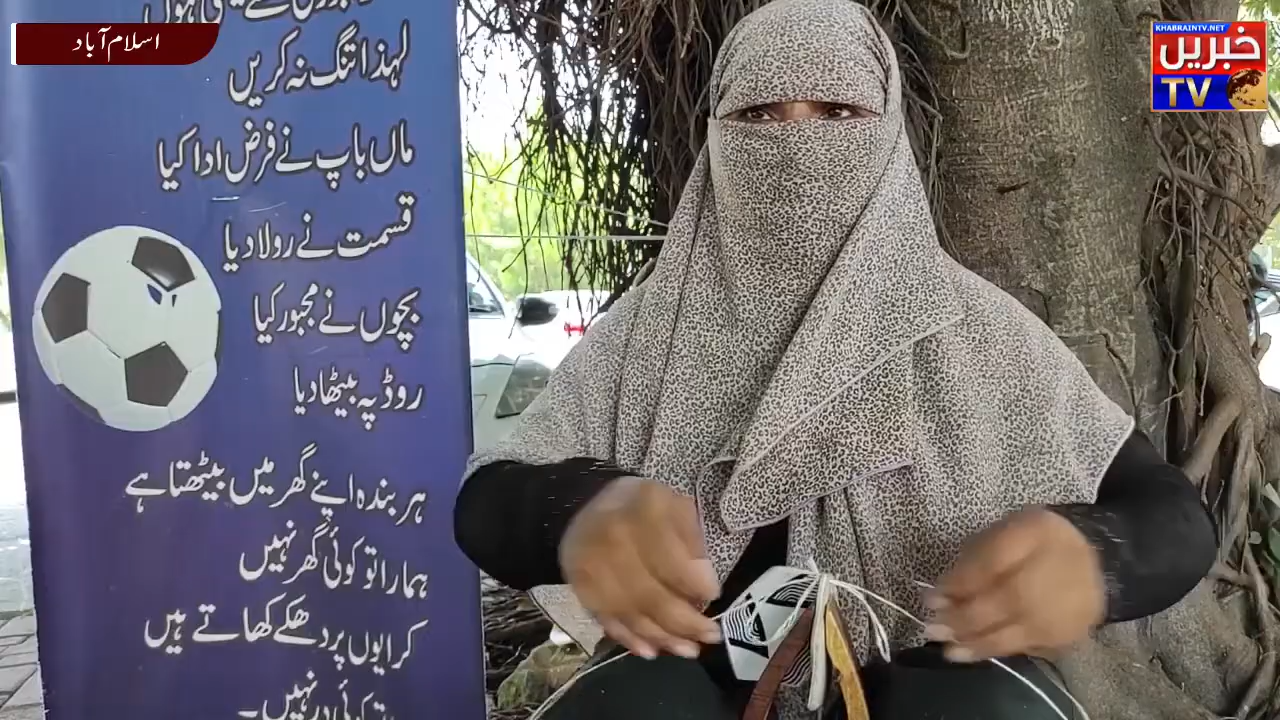 اسلام آباد
KHABRAINTV.NET
خبریں
TV
لہذا تنگ نہ کریں
ماں باپ نے فرض ادا کیا
قسمت نے رولا دیا
بچوں نے مجبور کیا
روڈ پہ بیٹھا دیا
ہر بندہ اپنے گھر میں بیٹھتا ہے
ہمارا تو کوئی گھر نہیں
کرایوں پر دھکے کھاتے ہیں